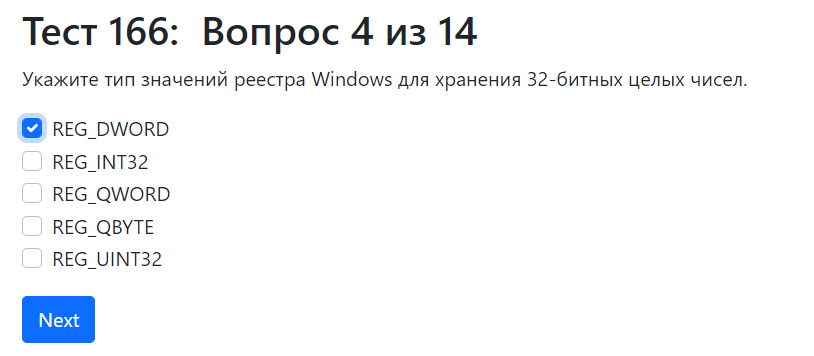 Тест 166: Вопрос 4 из 14
Укажите тип значений реестра Windows для хранения 32-битных целых чисел.
REG_DWORD
REG_INT32
REG_QWORD
REG_QBYTE
REG_UINT32
Next